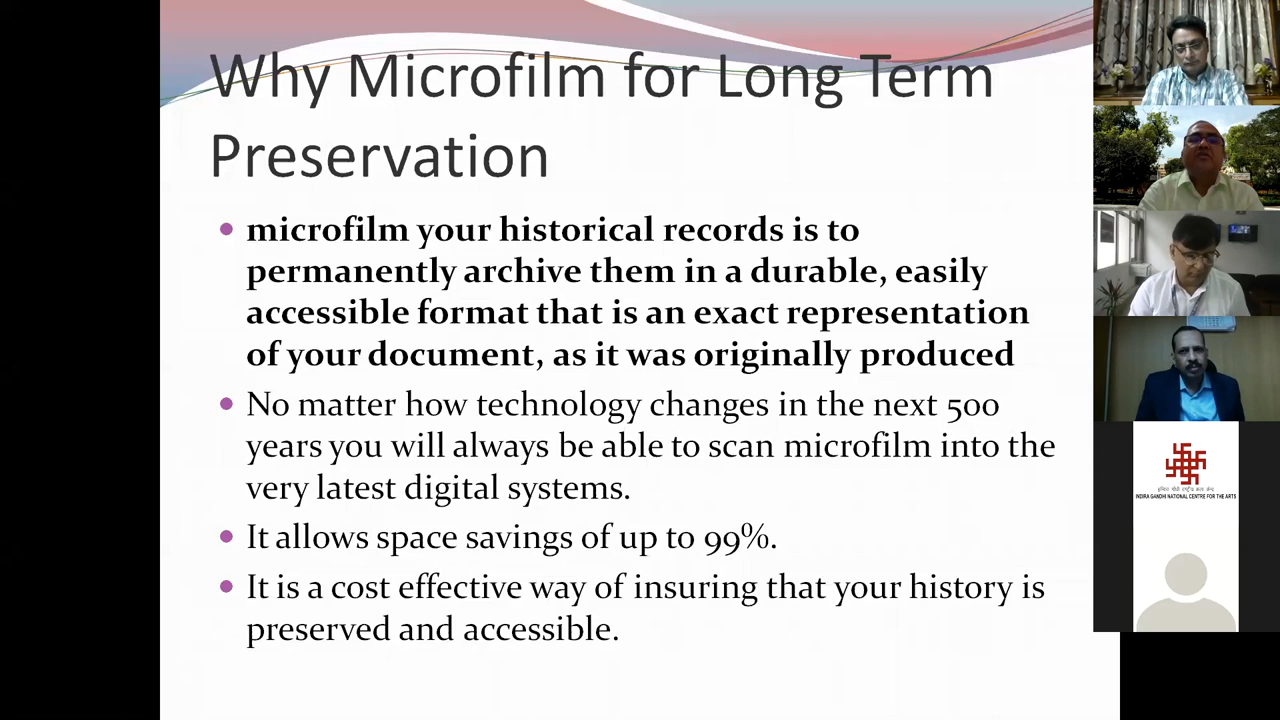 Why Microfilm for Long Term
Preservation
microfilm your historical records is to
permanently archive them in a durable, easily
accessible format that is an exact representation
of your document, as it was originally produced
No matter how technology changes in the next 500
years you will always be able to scan microfilm into the
very latest digital systems.
It allows space savings of up to 99%.
It is a cost effective way of insuring that your history is
preserved and accessible.
इन्दिरा गाँधी राष्ट्रीय कला केन्द्र
INDIRA GANDHI NATIONAL CENTRE FOR THE ARTS